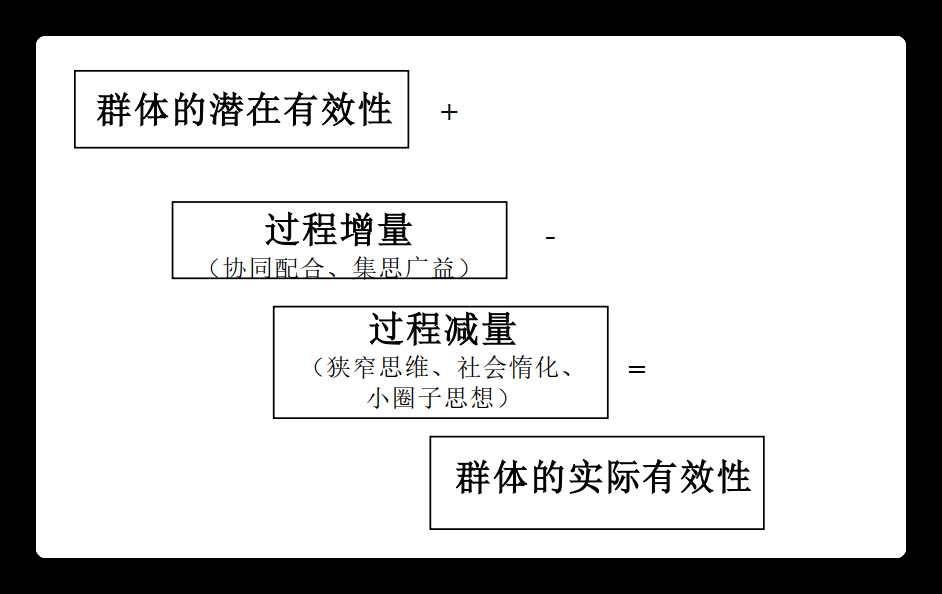 群体的潜在有效性 +
过程增量 -
（协同配合、集思广益）
过程减量
（狭窄思维、社会惰化、 =
小圈子思想）
群体的实际有效性